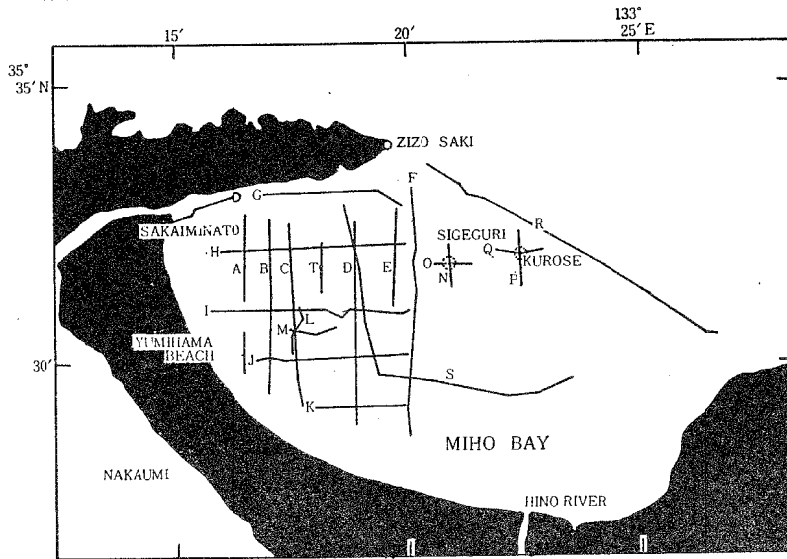 133°
15′ 20′ 25′ E
35°
35′ N
ZIZO SAKI
F
G
SAKAIMINATO
SIGEGURI
R
H
Q
KUROSE
A B C T D E
O
N
P
I
L
M
YUMIHAMA
BEACH
J
S
30′
K
MIHO BAY
NAKAUMI
HINO RIVER
15′